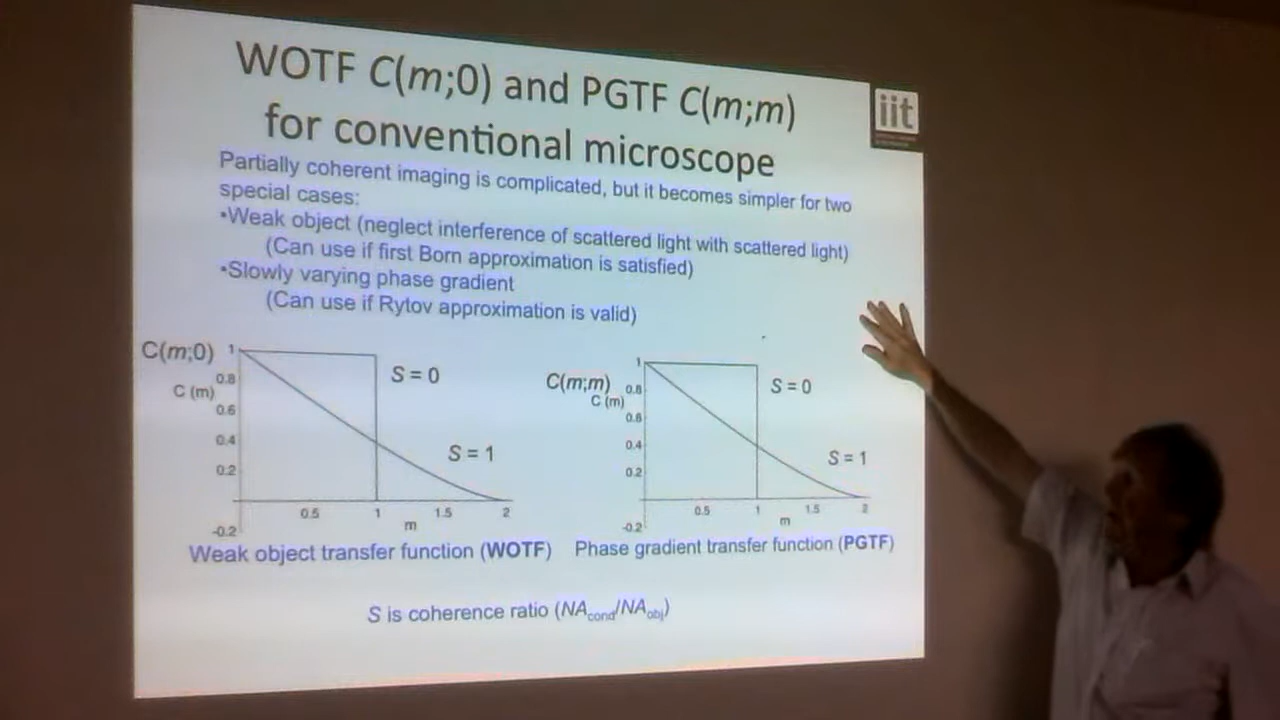 WOTF C(m;0) and PGTF C(m;m)
for conventional microscope
iit
Partially coherent imaging is complicated, but it becomes simpler for two
special cases:
•Weak object (neglect interference of scattered light with scattered light)
(Can use if first Born approximation is satisfied)
•Slowly varying phase gradient
(Can use if Rytov approximation is valid)
C(m;0)
C (m)
1
0.8
0.6
0.4
0.2
-0.2
S = 0
S = 1
0.5 1 1.5 2
m
Weak object transfer function (WOTF)
C(m;m)
C (m)
1
0.8
0.6
0.4
0.2
-0.2
S = 0
S = 1
0.5 1 1.5 2
m
Phase gradient transfer function (PGTF)
S is coherence ratio (NAcond/NAobj)